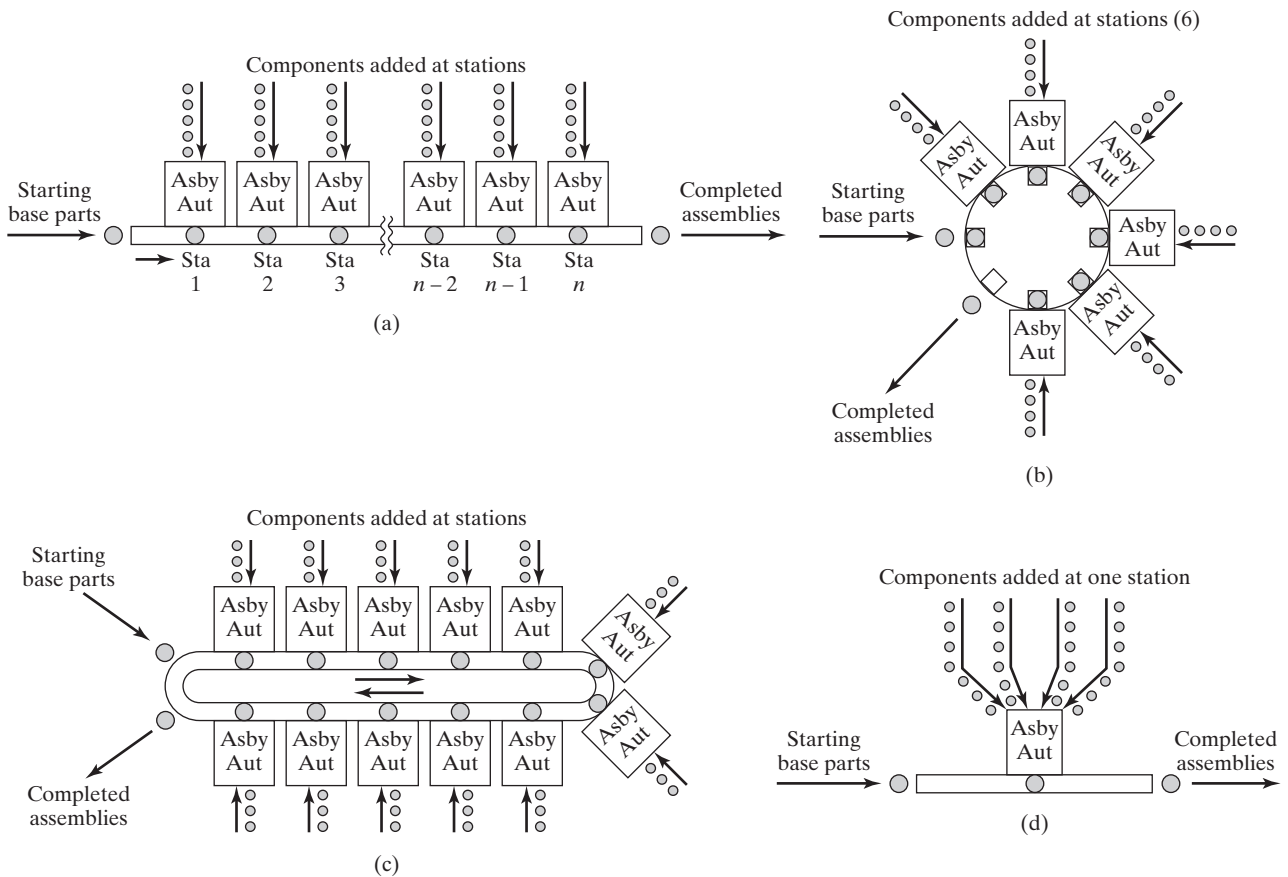 Components added at stations
Asby
Aut
Asby
Aut
Asby
Aut
Asby
Aut
Asby
Aut
Asby
Aut
Starting
base parts
Completed
assemblies
Sta
1
Sta
2
Sta
3
Sta
n – 2
Sta
n – 1
Sta
n
(a)
Components added at stations (6)
Asby
Aut
Asby
Aut
Asby
Aut
Asby
Aut
Asby
Aut
Asby
Aut
Starting
base parts
Completed
assemblies
(b)
Components added at stations
Starting
base parts
Asby
Aut
Asby
Aut
Asby
Aut
Asby
Aut
Asby
Aut
Asby
Aut
Asby
Aut
Asby
Aut
Asby
Aut
Asby
Aut
Asby
Aut
Asby
Aut
Completed
assemblies
(c)
Components added at one station
Asby
Aut
Starting
base parts
Completed
assemblies
(d)